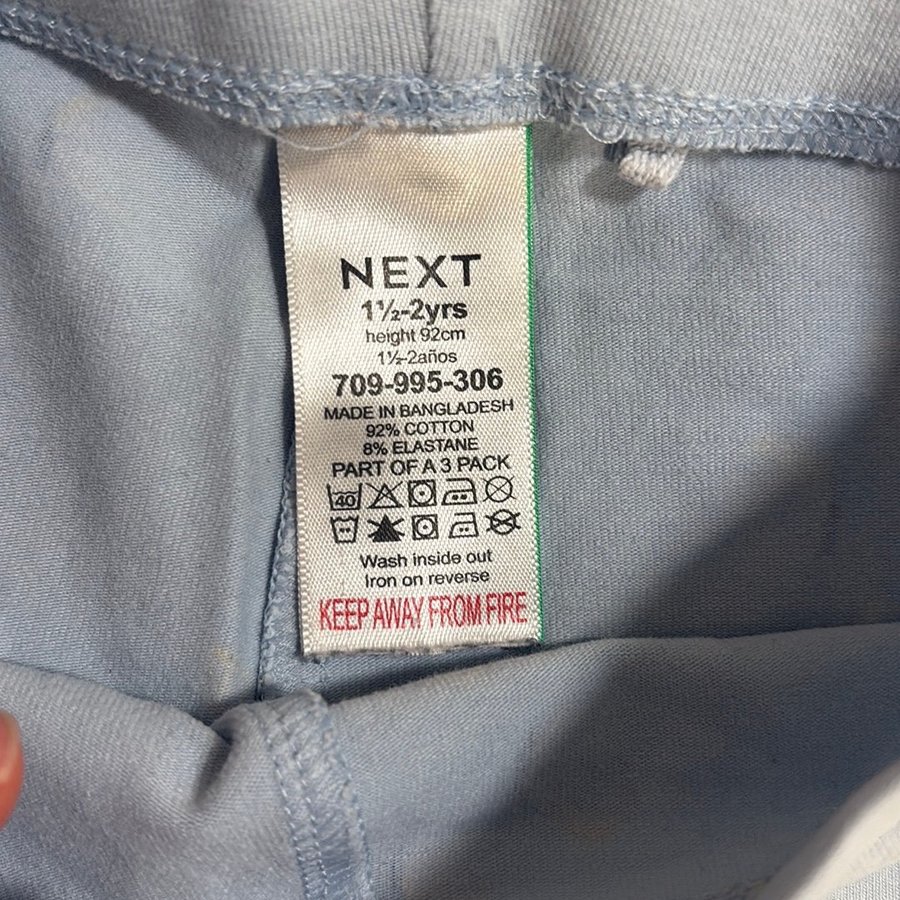 NEXT
1½-2yrs
height 92cm
1½-2años
709-995-306
MADE IN BANGLADESH
92% COTTON
8% ELASTANE
PART OF A 3 PACK
40
Wash inside out
Iron on reverse
KEEP AWAY FROM FIRE